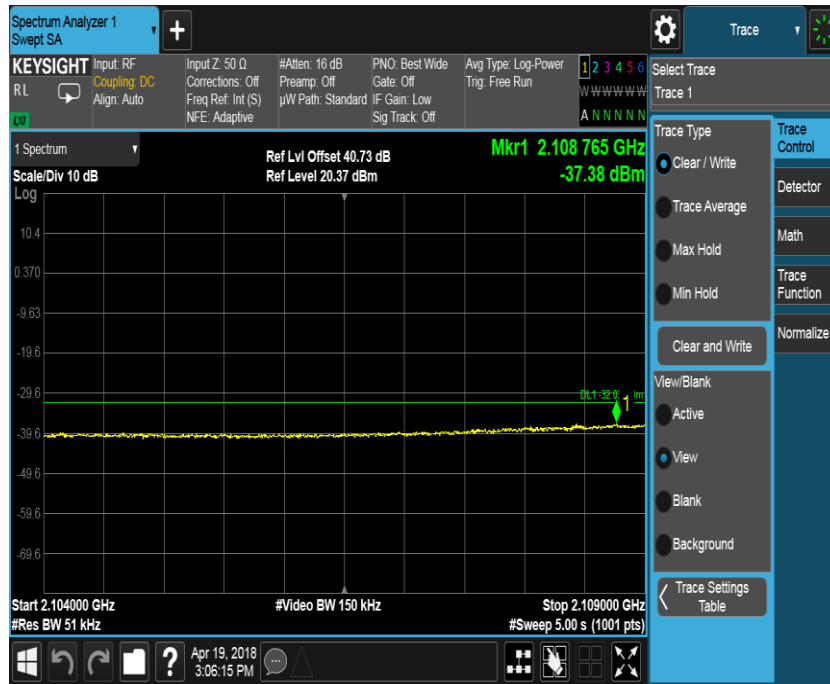 Spectrum Analyzer 1
Swept SA
+
Trace
KEYSIGHT
RL
LXI
Input: RF
Coupling: DC
Align: Auto
Input Z: 50 Ω
Corrections: Off
Freq Ref: Int (S)
NFE: Adaptive
#Atten: 16 dB
Preamp: Off
µW Path: Standard
PNO: Best Wide
Gate: Off
IF Gain: Low
Sig Track: Off
Avg Type: Log-Power
Trig: Free Run
1 2 3 4 5 6
W W W W W W
A N N N N N
1 Spectrum
Scale/Div 10 dB
Log
Ref Lvl Offset 40.73 dB
Ref Level 20.37 dBm
Mkr1 2.108 765 GHz
-37.38 dBm
10.4
0.370
-9.63
-19.6
-29.6
-39.6
-49.6
-59.6
-69.6
1
Start 2.104000 GHz
#Res BW 51 kHz
#Video BW 150 kHz
Stop 2.109000 GHz
#Sweep 5.00 s (1001 pts)
Select Trace
Trace 1
Trace Type
Clear / Write
Trace Average
Max Hold
Min Hold
Clear and Write
View/Blank
Active
View
Blank
Background
Trace Settings
Table
Trace
Control
Detector
Math
Trace
Function
Normalize
?
Apr 19, 2018
3:06:15 PM